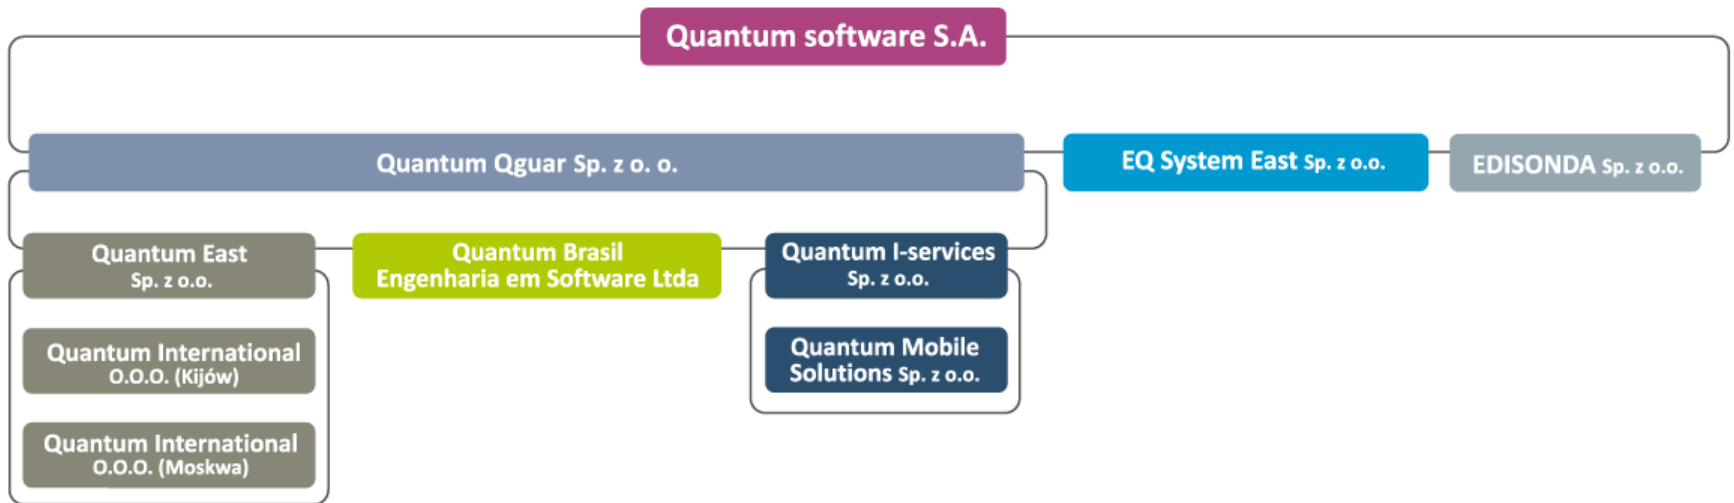 Quantum software S.A.
Quantum Qguar Sp. z o. o.
EQ System East Sp. z o.o.
EDISONDA Sp. z o.o.
Quantum East
Sp. z o.o.
Quantum Brasil
Engenharia em Software Ltda
Quantum I-services
Sp. z o.o.
Quantum International
O.O.O. (Kijów)
Quantum Mobile
Solutions Sp. z o.o.
Quantum International
O.O.O. (Moskwa)